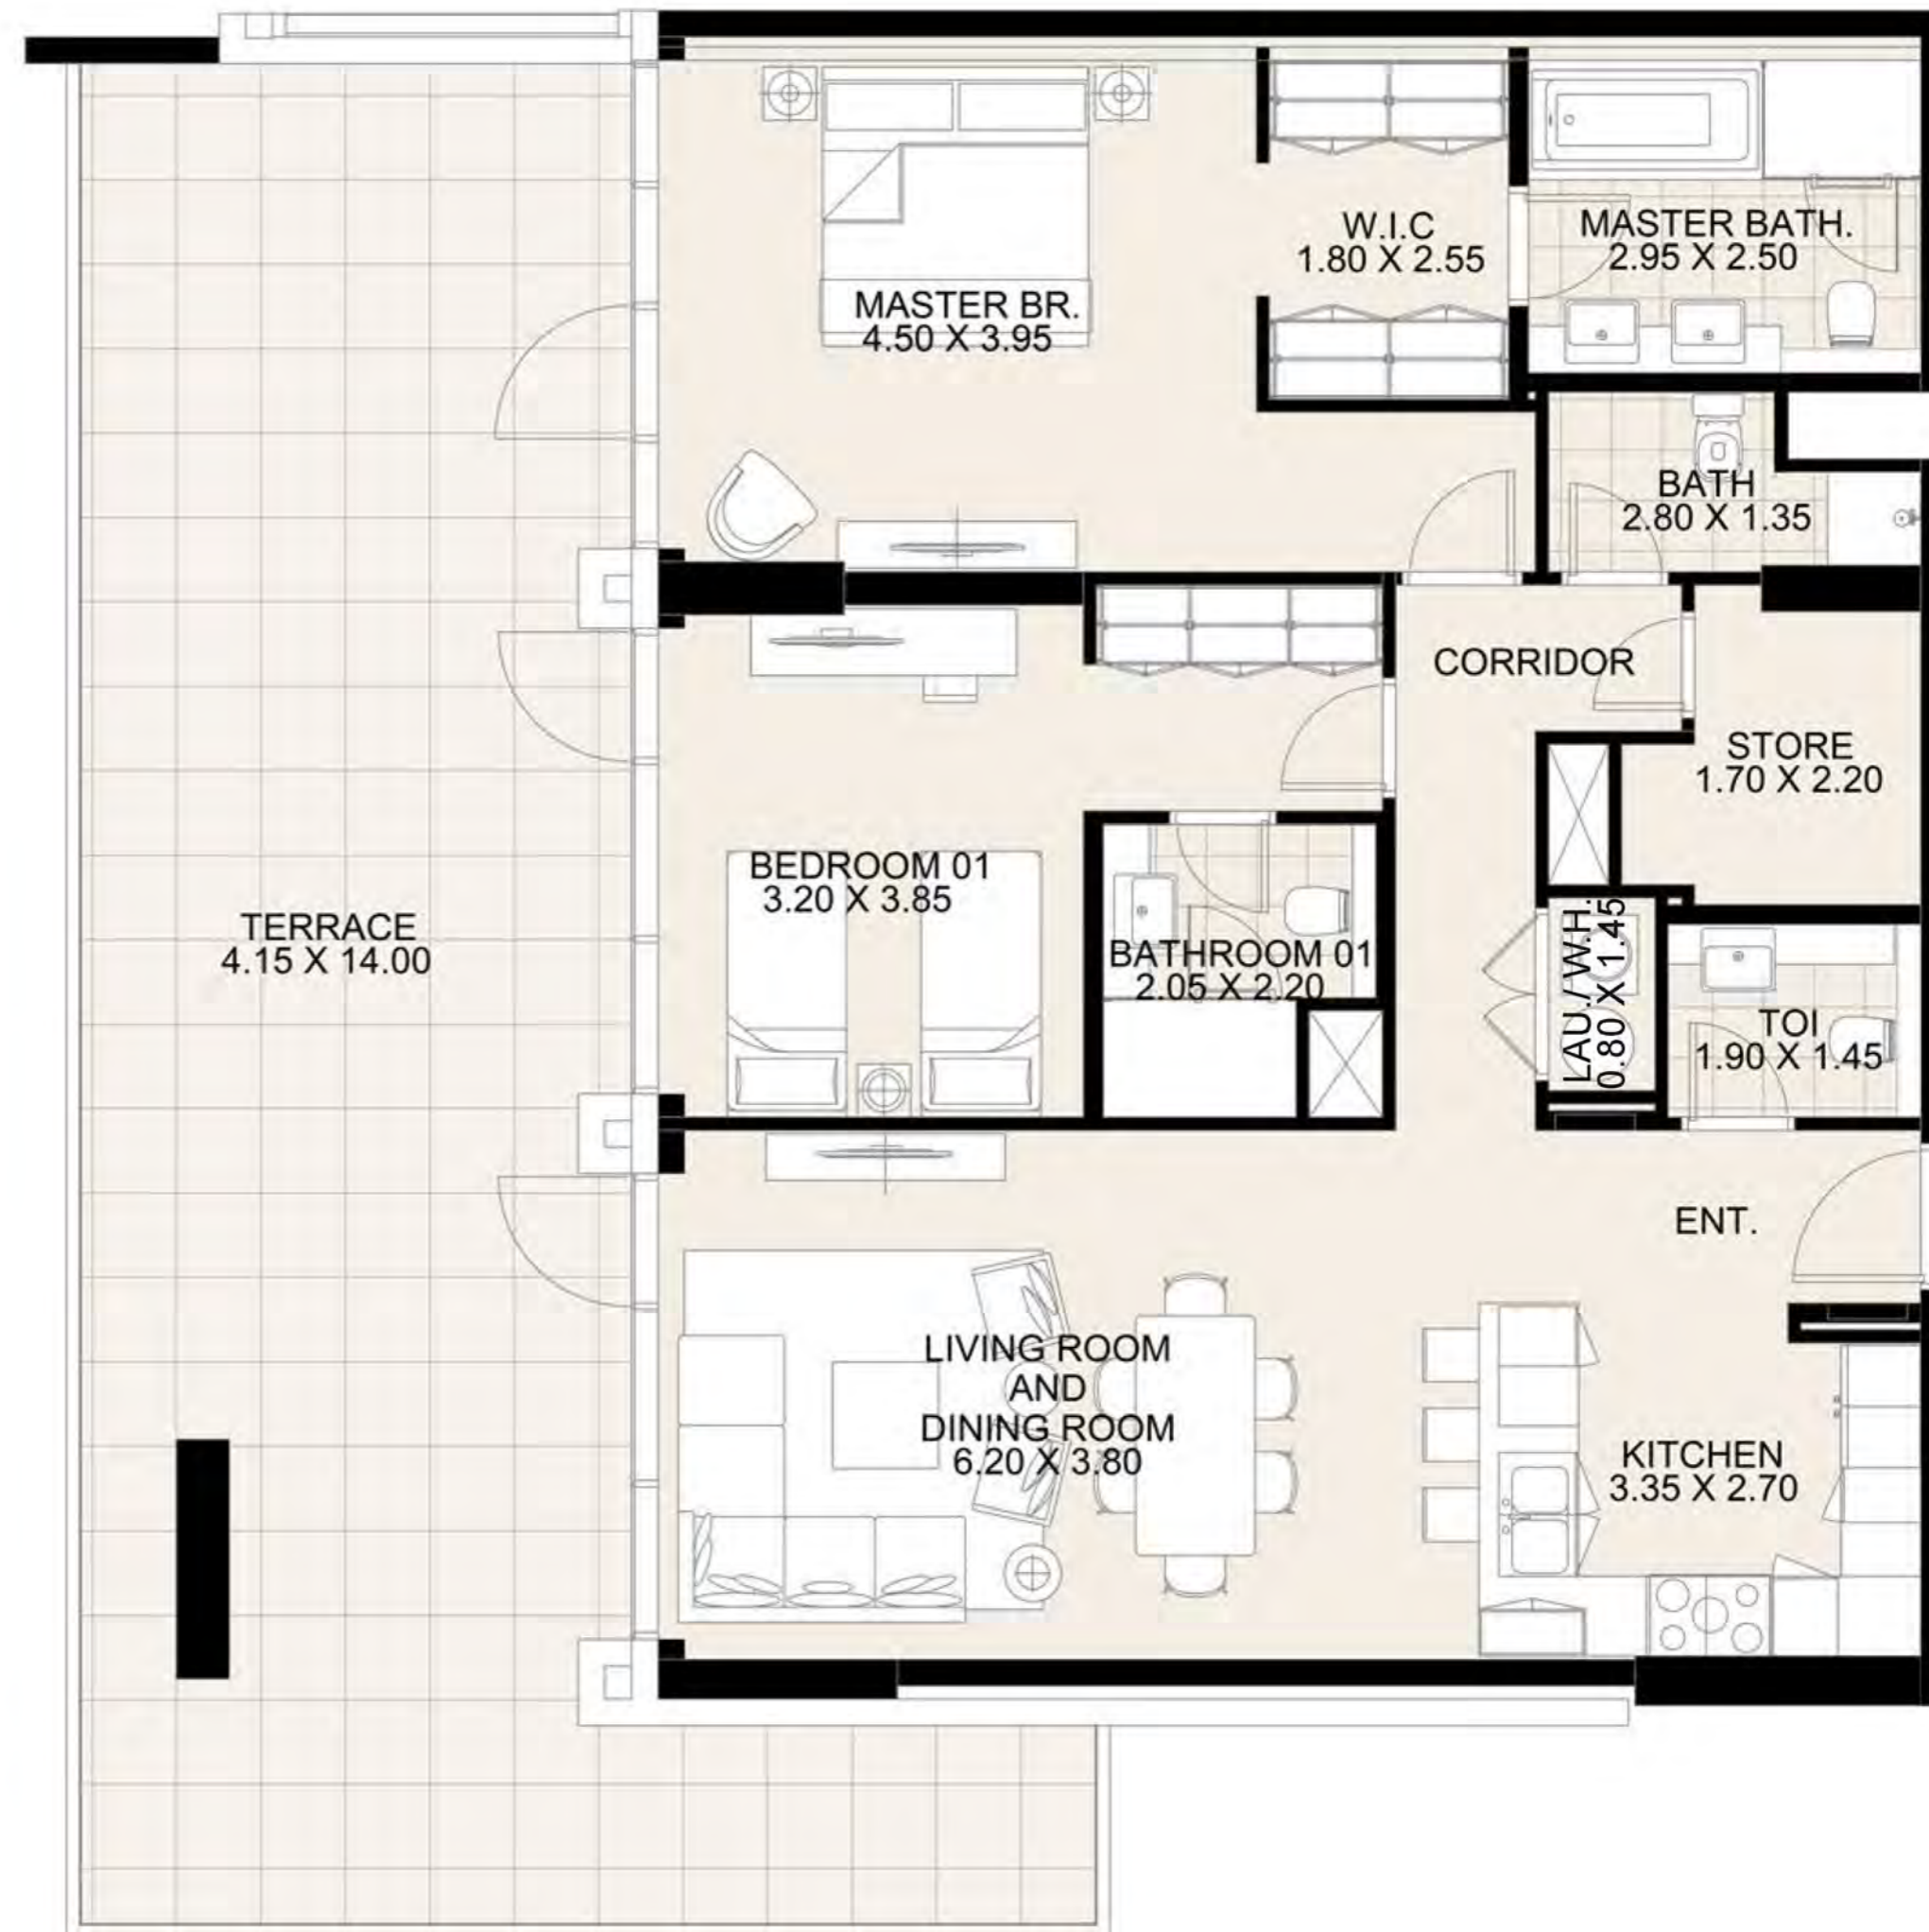 W.I.C
1.80 X 2.55
MASTER BATH.
2.95 X 2.50
MASTER BR.
4.50 X 3.95
BATH
2.80 X 1.35
CORRIDOR
STORE
1.70 X 2.20
BEDROOM 01
3.20 X 3.85
TERRACE
4.15 X 14.00
BATHROOM 01
2.05 X 2.20
LAU./W.H.
0.80 X 1.45
TOI
1.90 X 1.45
ENT.
LIVING ROOM
AND
DINING ROOM
6.20 X 3.80
KITCHEN
3.35 X 2.70